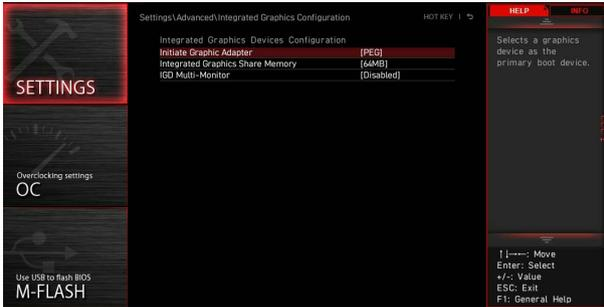 Settings\Advanced\Integrated Graphics Configuration
HOT KEY | ⮌
HELP
INFO
Integrated Graphics Devices Configuration
Initiate Graphic Adapter [PEG]
Integrated Graphics Share Memory [64MB]
IGD Multi-Monitor [Disabled]
SETTINGS
Overclocking settings
OC
Use USB to flash BIOS
M-FLASH
Selects a graphics
device as the
primary boot device.
↑↓→←: Move
Enter: Select
+/-: Value
ESC: Exit
F1: General Help